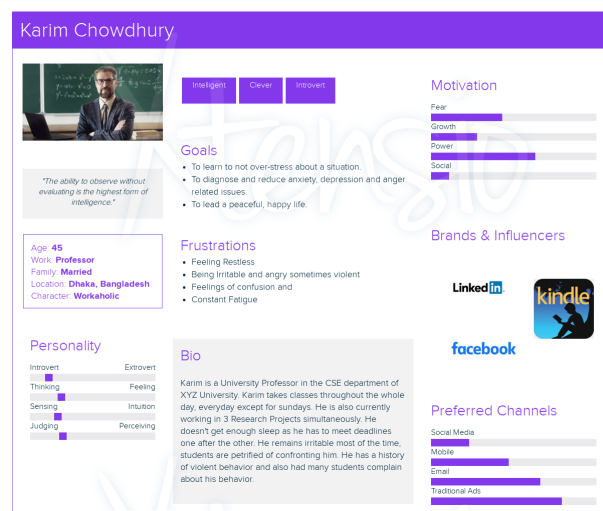 Karim Chowdhury
Intelligent
Clever
Introvert
"The ability to observe without
evaluating is the highest form of
intelligence."
Age: 45
Work: Professor
Family: Married
Location: Dhaka, Bangladesh
Character: Workaholic
Personality
Introvert Extrovert
Thinking Feeling
Sensing Intuition
Judging Perceiving
Goals
• To learn to not over-stress about a situation.
• To diagnose and reduce anxiety, depression and anger
related issues.
• To lead a peaceful, happy life.
Frustrations
• Feeling Restless
• Being Irritable and angry sometimes violent
• Feelings of confusion and
• Constant Fatigue
Bio
Karim is a University Professor in the CSE department of
XYZ University. Karim takes classes throughout the whole
day, everyday except for sundays. He is also currently
working in 3 Research Projects simultaneously. He
doesn't get enough sleep as he has to meet deadlines
one after the other. He remains irritable most of the time,
students are petrified of confronting him. He has a history
of violent behavior and also had many students complain
about his behavior.
Motivation
Fear
Growth
Power
Social
Brands & Influencers
Linked in
kindle
facebook
Preferred Channels
Social Media
Mobile
Email
Traditional Ads
Xtensio